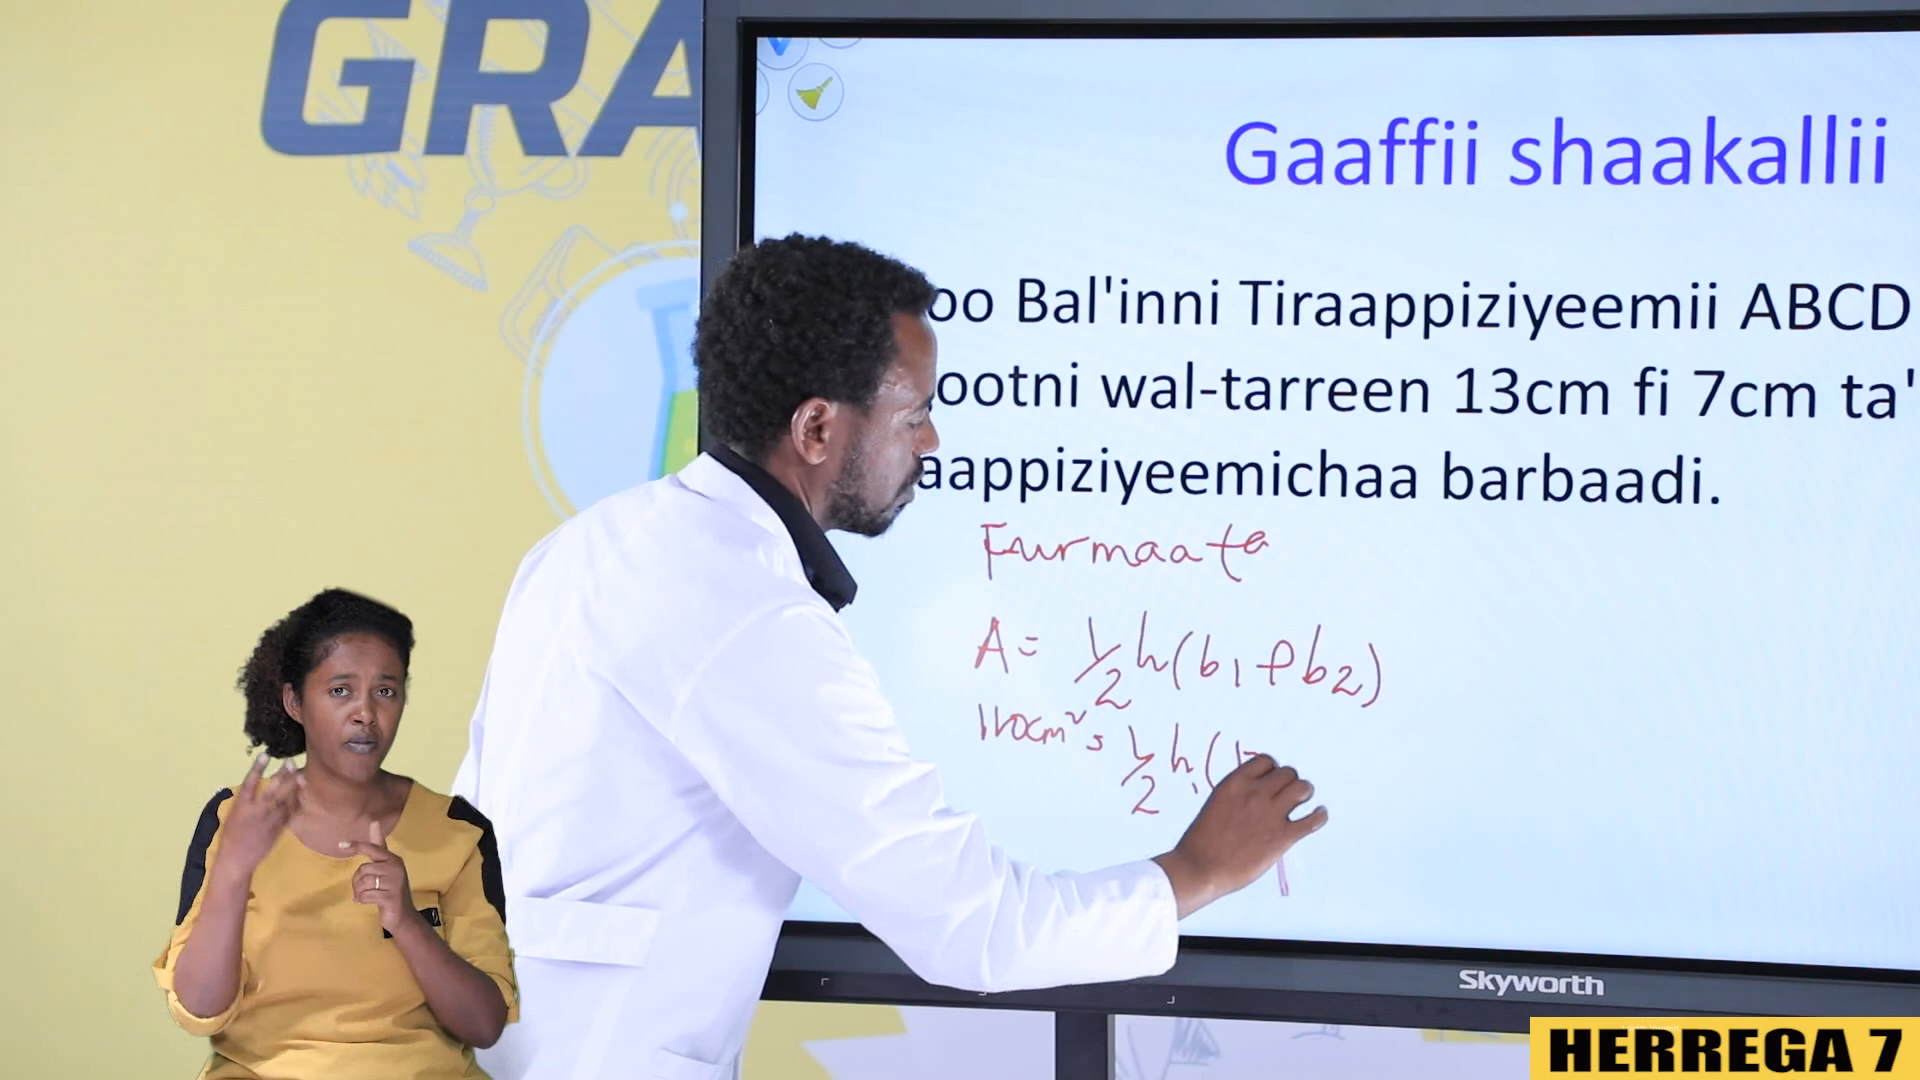 GRA
Gaaffii shaakallii
oo Bal'inni Tiraappiziyeemii ABCD
ootni wal-tarreen 13cm fi 7cm ta'
aappiziyeemichaa barbaadi.
Furmaata
A = 1/2 h(b1 + b2)
110cm² = 1/2 h (1
Skyworth
HERREGA 7